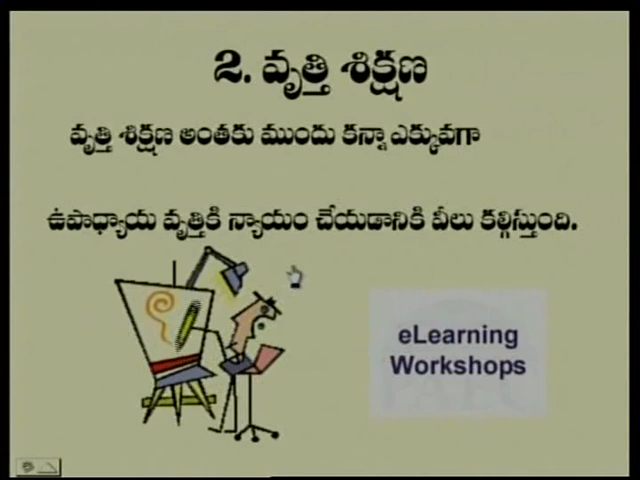 2. వృత్తి శిక్షణ
వృత్తి శిక్షణ అంతకు ముందు కన్నా ఎక్కువగా
ఉపాధ్యాయ వృత్తికి న్యాయం చేయడానికి వీలు కల్గిస్తుంది.
eLearning
Workshops